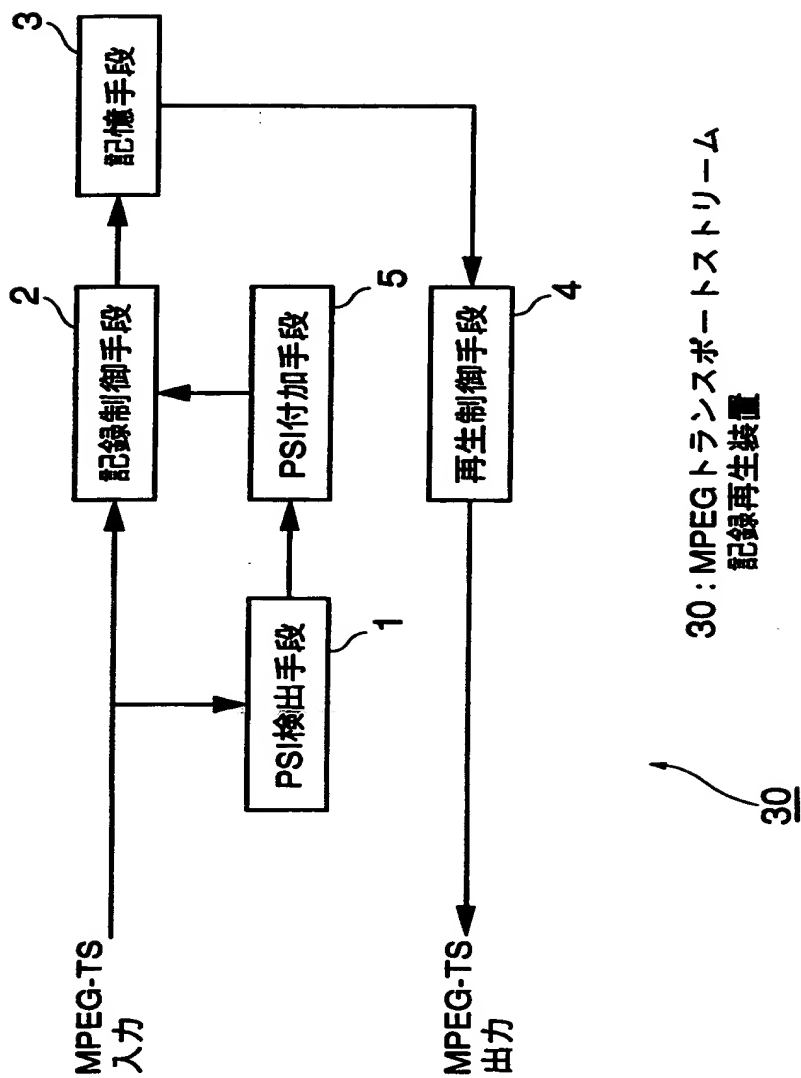 MPEG-TS
入力
PSI検出手段
1
記録制御手段
2
PSI付加手段
5
記憶手段
3
再生制御手段
4
MPEG-TS
出力
30
30 : MPEGトランスポートストリーム
記録再生装置